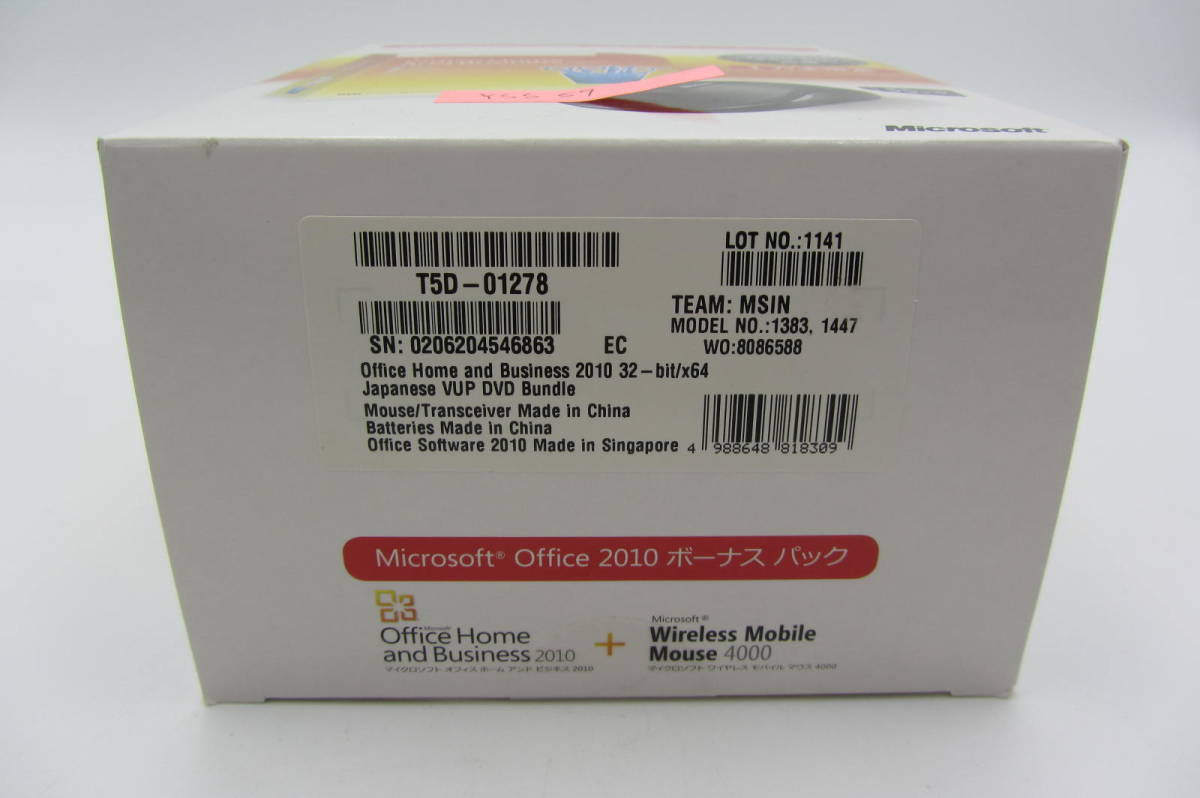 Microsoft
T5D-01278
LOT NO.:1141
SN: 0206204546863 EC
TEAM: MSIN
MODEL NO.:1383, 1447
WO:8086588
Office Home and Business 2010 32-bit/x64
Japanese VUP DVD Bundle
Mouse/Transceiver Made in China
Batteries Made in China
Office Software 2010 Made in Singapore
4 988648 818309
Microsoft® Office 2010 ボーナス パック
Microsoft
Office Home
and Business 2010
マイクロソフト オフィス ホーム アンド ビジネス 2010
+
Microsoft®
Wireless Mobile
Mouse 4000
マイクロソフト ワイヤレス モバイル マウス 4000